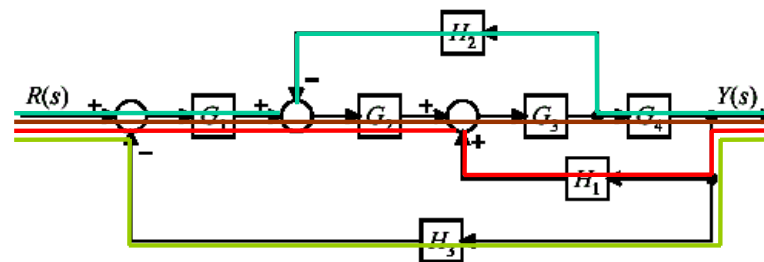 H2
−
R(s) + G1 + G2 + G3 G4 Y(s)
− +
H1
H3